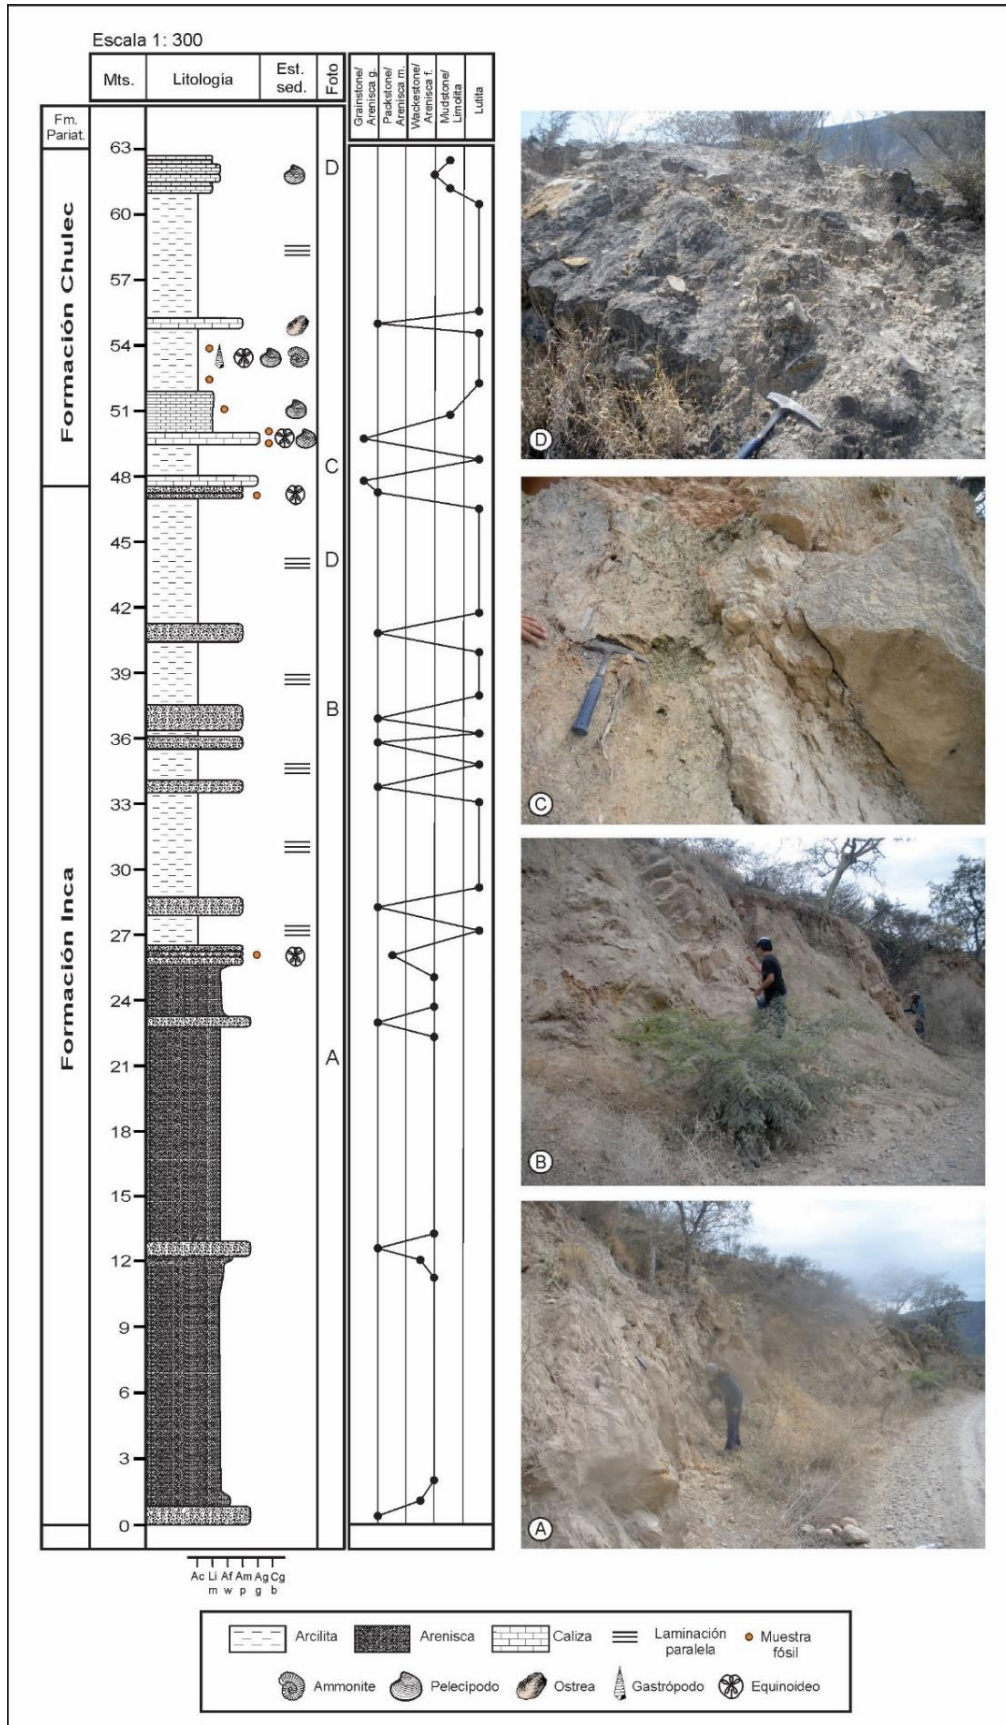 Escala 1: 300
Mts.
Litología
Est.
sed.
Foto
Grainstone/
Arenisca g.
Packstone/
Arenisca m.
Wackestone/
Arenisca f.
Mudstone/
Limolita
Lutita
Fm.
Pariat.
Formación Chulec
Formación Inca
63
60
57
54
51
48
45
42
39
36
33
30
27
24
21
18
15
12
9
6
3
0
D
C
D
B
A
D
C
B
A
Ac Li Af Am Ag Cg
m w p g b
Arcilita
Arenisca
Caliza
Laminación
paralela
Muestra
fósil
Ammonite
Pelecípodo
Ostrea
Gastrópodo
Equinoideo